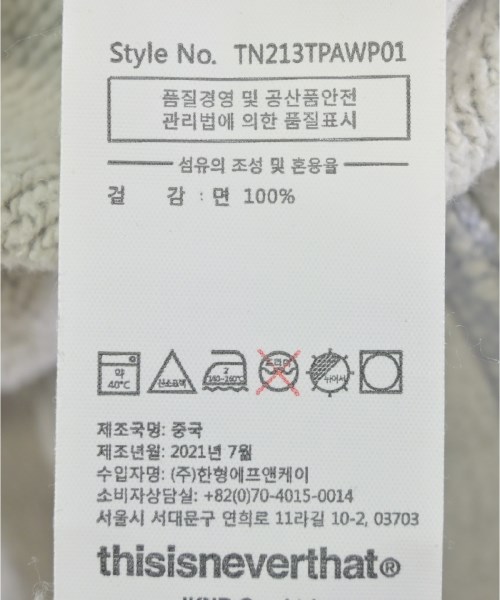 Style No. TN213TPAWP01
품질경영 및 공산품안전
관리법에 의한 품질표시
섬유의 조성 및 혼용율
겉 감 : 면 100%
약
40℃
산소표백
2
140~160℃
드라이
뉘어서
제조국명: 중국
제조년월: 2021년 7월
수입자명: (주)한형에프앤케이
소비자상담실: +82(0)70-4015-0014
서울시 서대문구 연희로 11라길 10-2, 03703
thisisneverthat®